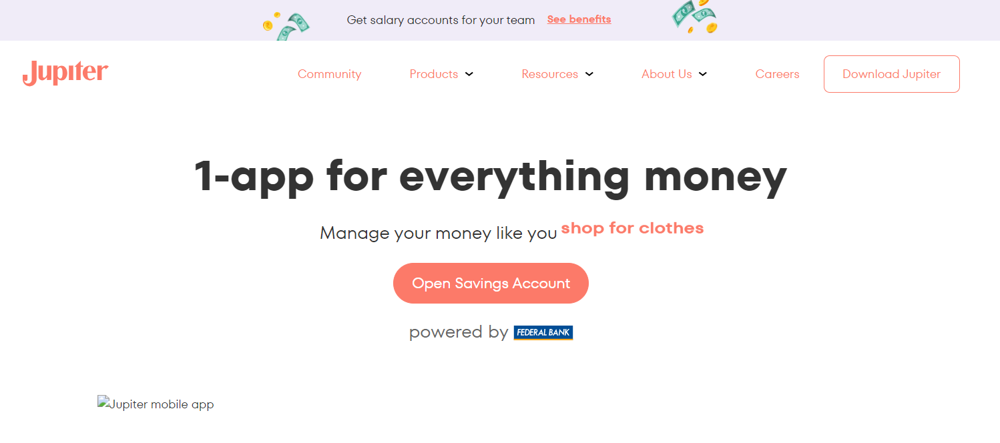 Get salary accounts for your team See benefits
Jupiter Community Products Resources About Us Careers Download Jupiter
1-app for everything money
Manage your money like you shop for clothes
Open Savings Account
powered by FEDERAL BANK
Jupiter mobile app